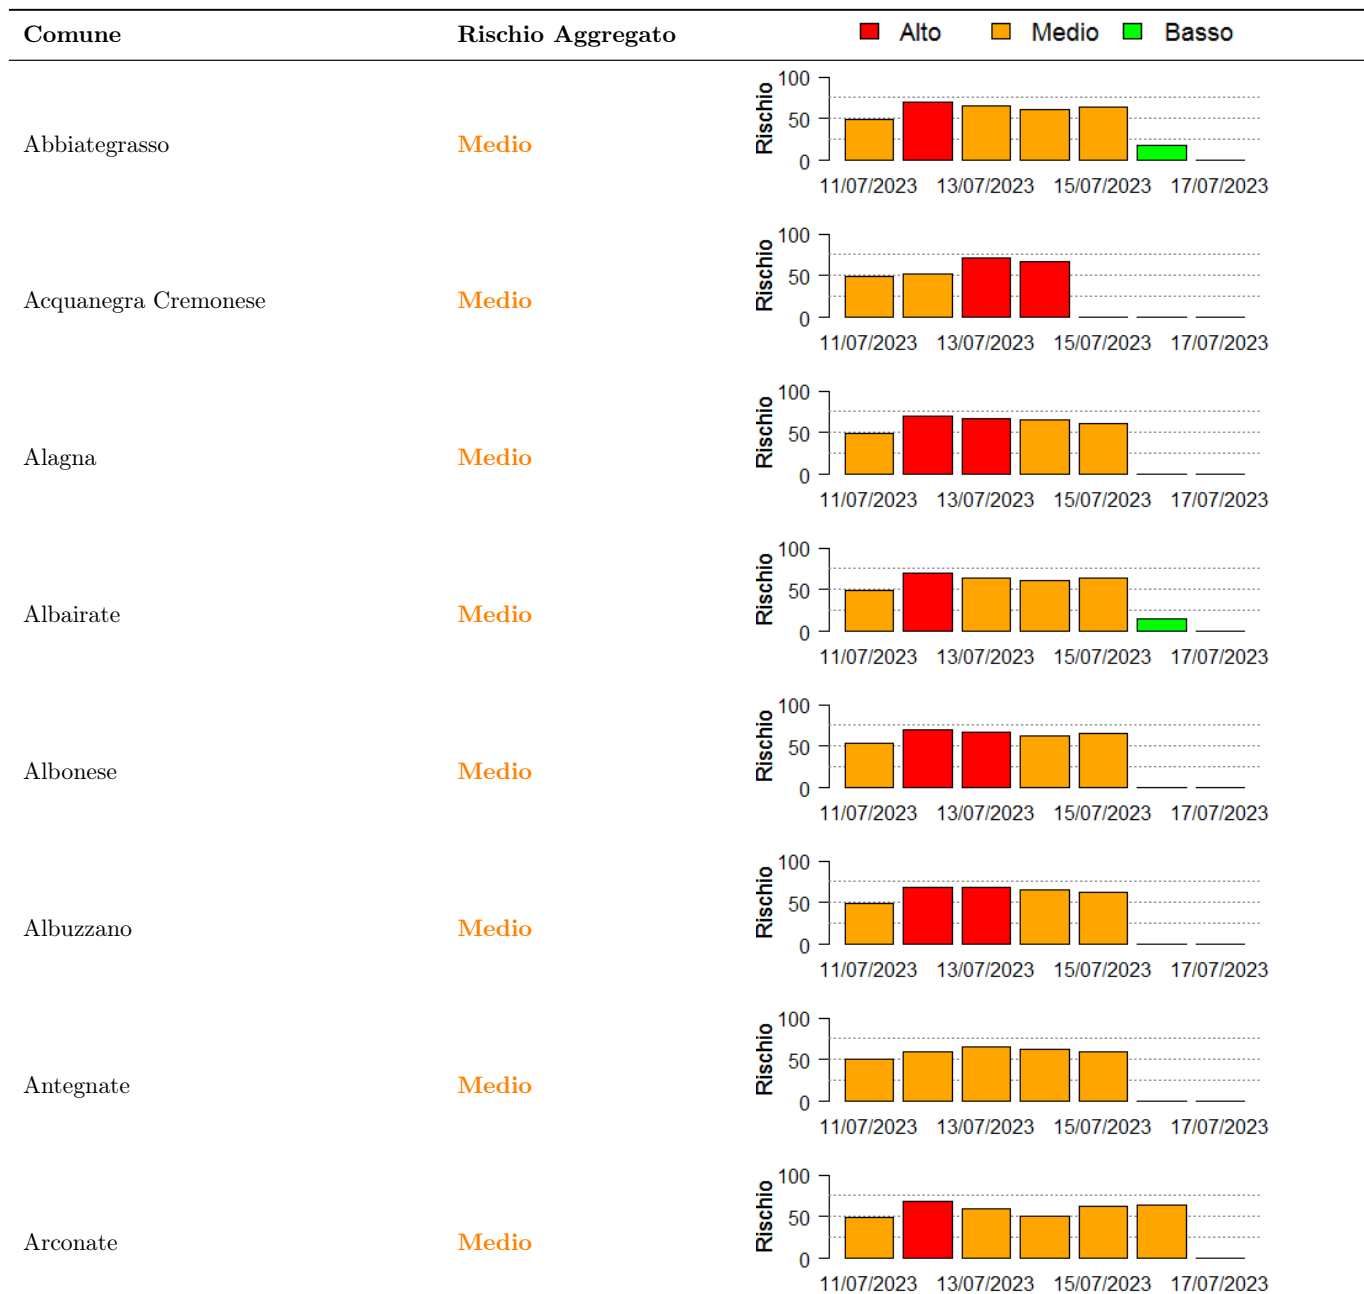 Comune Rischio Aggregato Alto Medio Basso
Abbiategrasso Medio
Rischio
100
50
0
11/07/2023 13/07/2023 15/07/2023 17/07/2023
Acquanegra Cremonese Medio
Rischio
100
50
0
11/07/2023 13/07/2023 15/07/2023 17/07/2023
Alagna Medio
Rischio
100
50
0
11/07/2023 13/07/2023 15/07/2023 17/07/2023
Albairate Medio
Rischio
100
50
0
11/07/2023 13/07/2023 15/07/2023 17/07/2023
Albonese Medio
Rischio
100
50
0
11/07/2023 13/07/2023 15/07/2023 17/07/2023
Albuzzano Medio
Rischio
100
50
0
11/07/2023 13/07/2023 15/07/2023 17/07/2023
Antegnate Medio
Rischio
100
50
0
11/07/2023 13/07/2023 15/07/2023 17/07/2023
Arconate Medio
Rischio
100
50
0
11/07/2023 13/07/2023 15/07/2023 17/07/2023